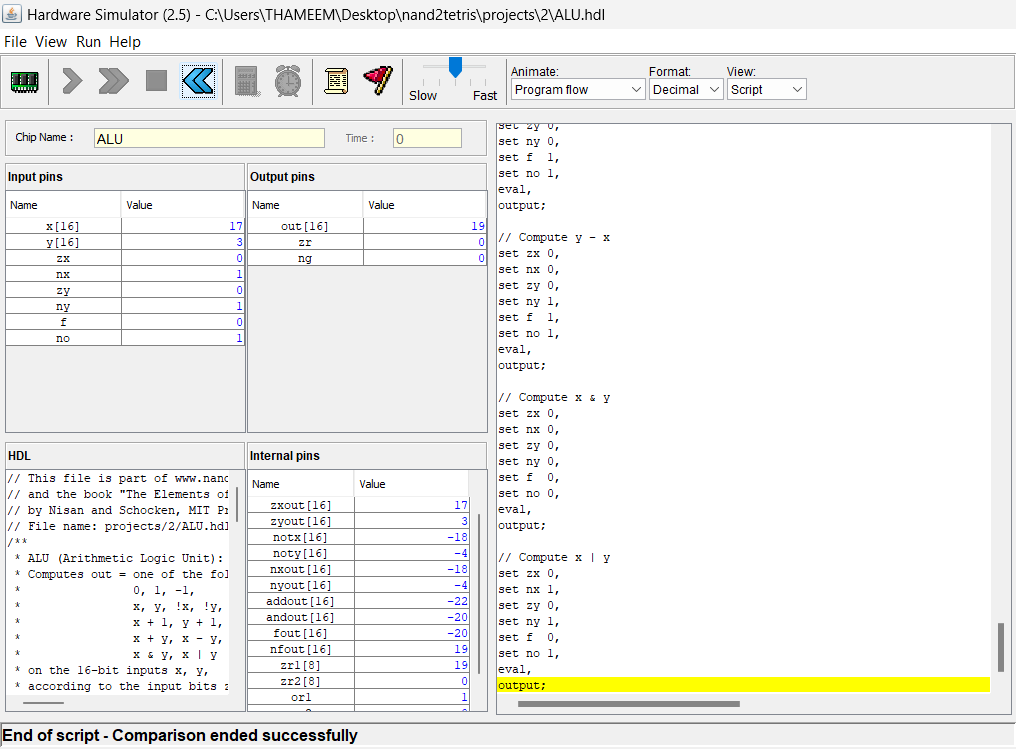 Hardware Simulator (2.5) - C:\Users\THAMEEM\Desktop\nand2tetris\projects\2\ALU.hdl
File View Run Help
Slow Fast
Animate: Format: View:
Program flow Decimal Script
Chip Name : ALU Time : 0
Input pins
Name Value
x[16] 17
y[16] 3
zx 0
nx 1
zy 0
ny 1
f 0
no 1
Output pins
Name Value
out[16] 19
zr 0
ng 0
HDL
// This file is part of www.nand
// and the book "The Elements of
// by Nisan and Schocken, MIT Pr
// File name: projects/2/ALU.hdl
/**
* ALU (Arithmetic Logic Unit):
* Computes out = one of the fol
* 0, 1, -1,
* x, y, !x, !y,
* x + 1, y + 1,
* x + y, x - y,
* x & y, x | y
* on the 16-bit inputs x, y,
* according to the input bits z
Internal pins
Name Value
zxout[16] 17
zyout[16] 3
notx[16] -18
noty[16] -4
nxout[16] -18
nyout[16] -4
addout[16] -22
andout[16] -20
fout[16] -20
nfout[16] 19
zr1[8] 19
zr2[8] 0
or1 1
set zy 0,
set ny 0,
set f 1,
set no 1,
eval,
output;
// Compute y - x
set zx 0,
set nx 0,
set zy 0,
set ny 1,
set f 1,
set no 1,
eval,
output;
// Compute x & y
set zx 0,
set nx 0,
set zy 0,
set ny 0,
set f 0,
set no 0,
eval,
output;
// Compute x | y
set zx 0,
set nx 1,
set zy 0,
set ny 1,
set f 0,
set no 1,
eval,
output;
End of script - Comparison ended successfully